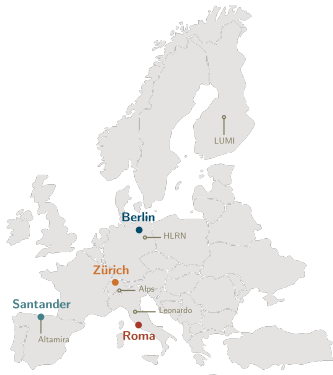 LUMI
Berlin
HLRN
Zürich
Alps
Santander
Leonardo
Altamira
Roma